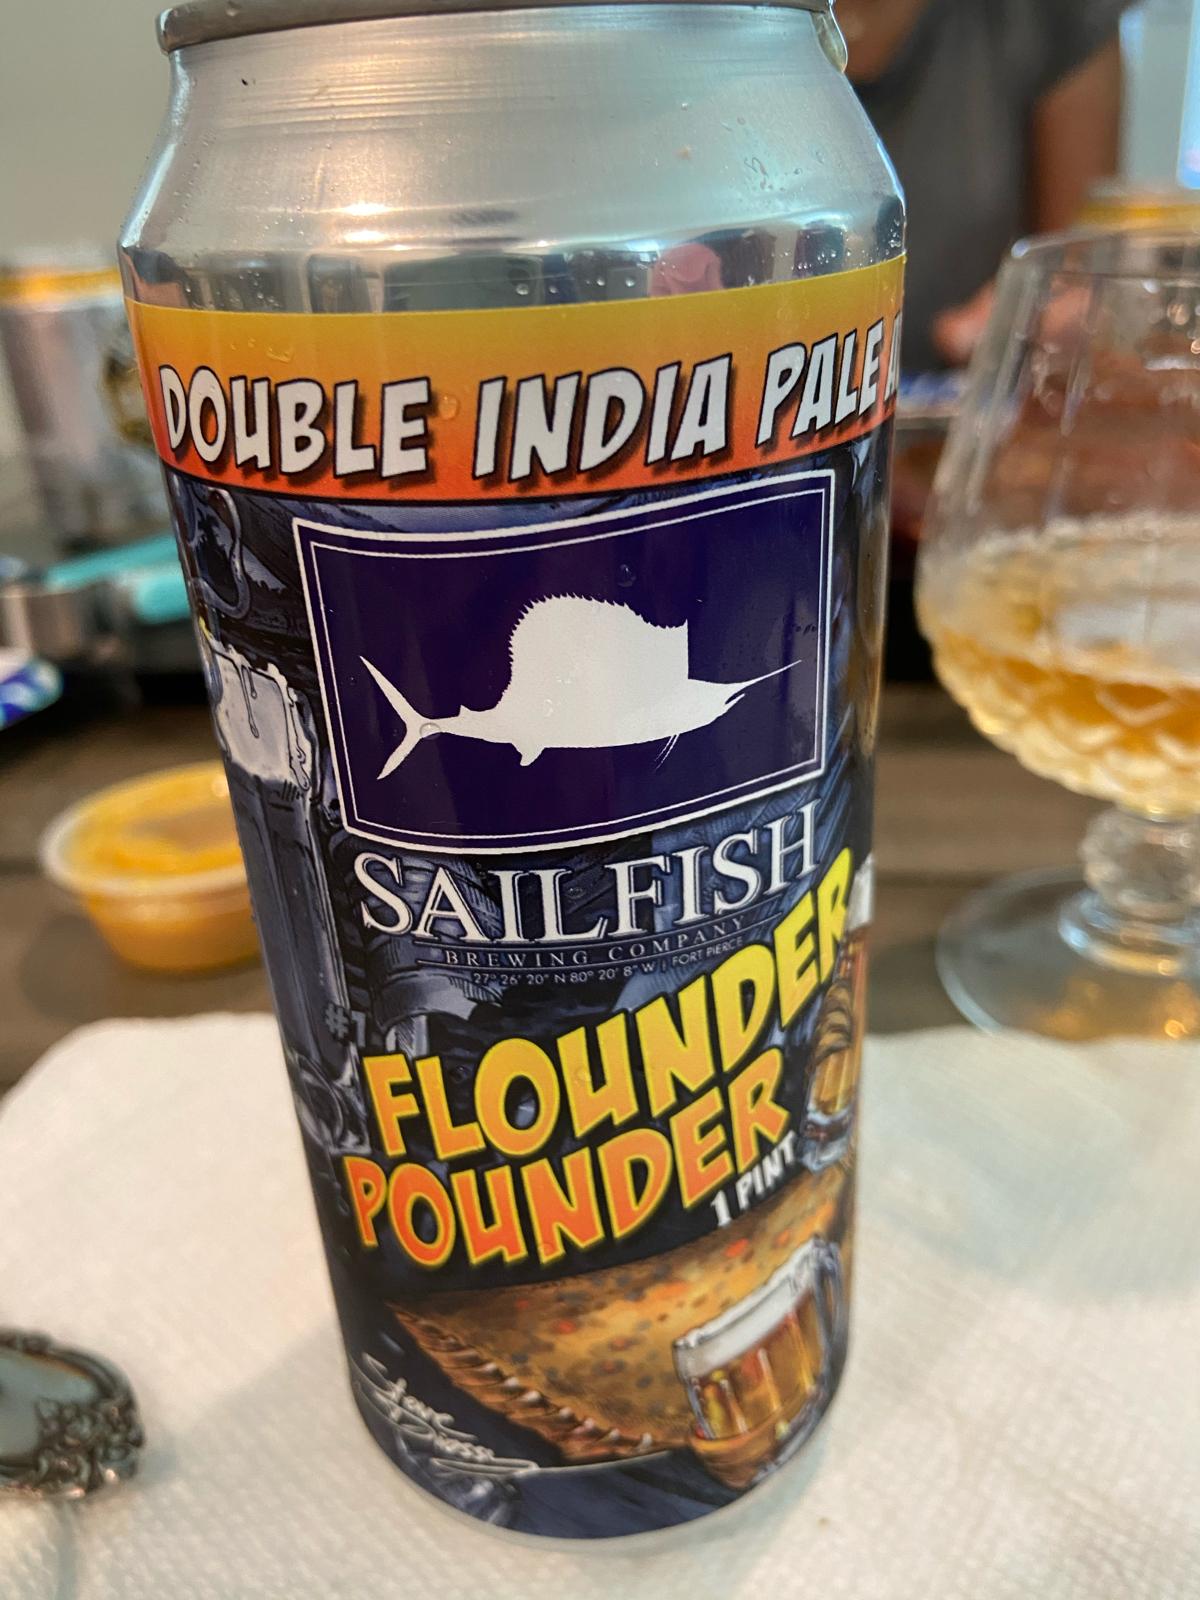 DOUBLE INDIA PALE
SAILFISH
BREWING COMPANY
27° 26' 20" N 80° 20' 8" W | FORT PIERCE
#1
FLOUNDER
POUNDER
1 PINT
Steve